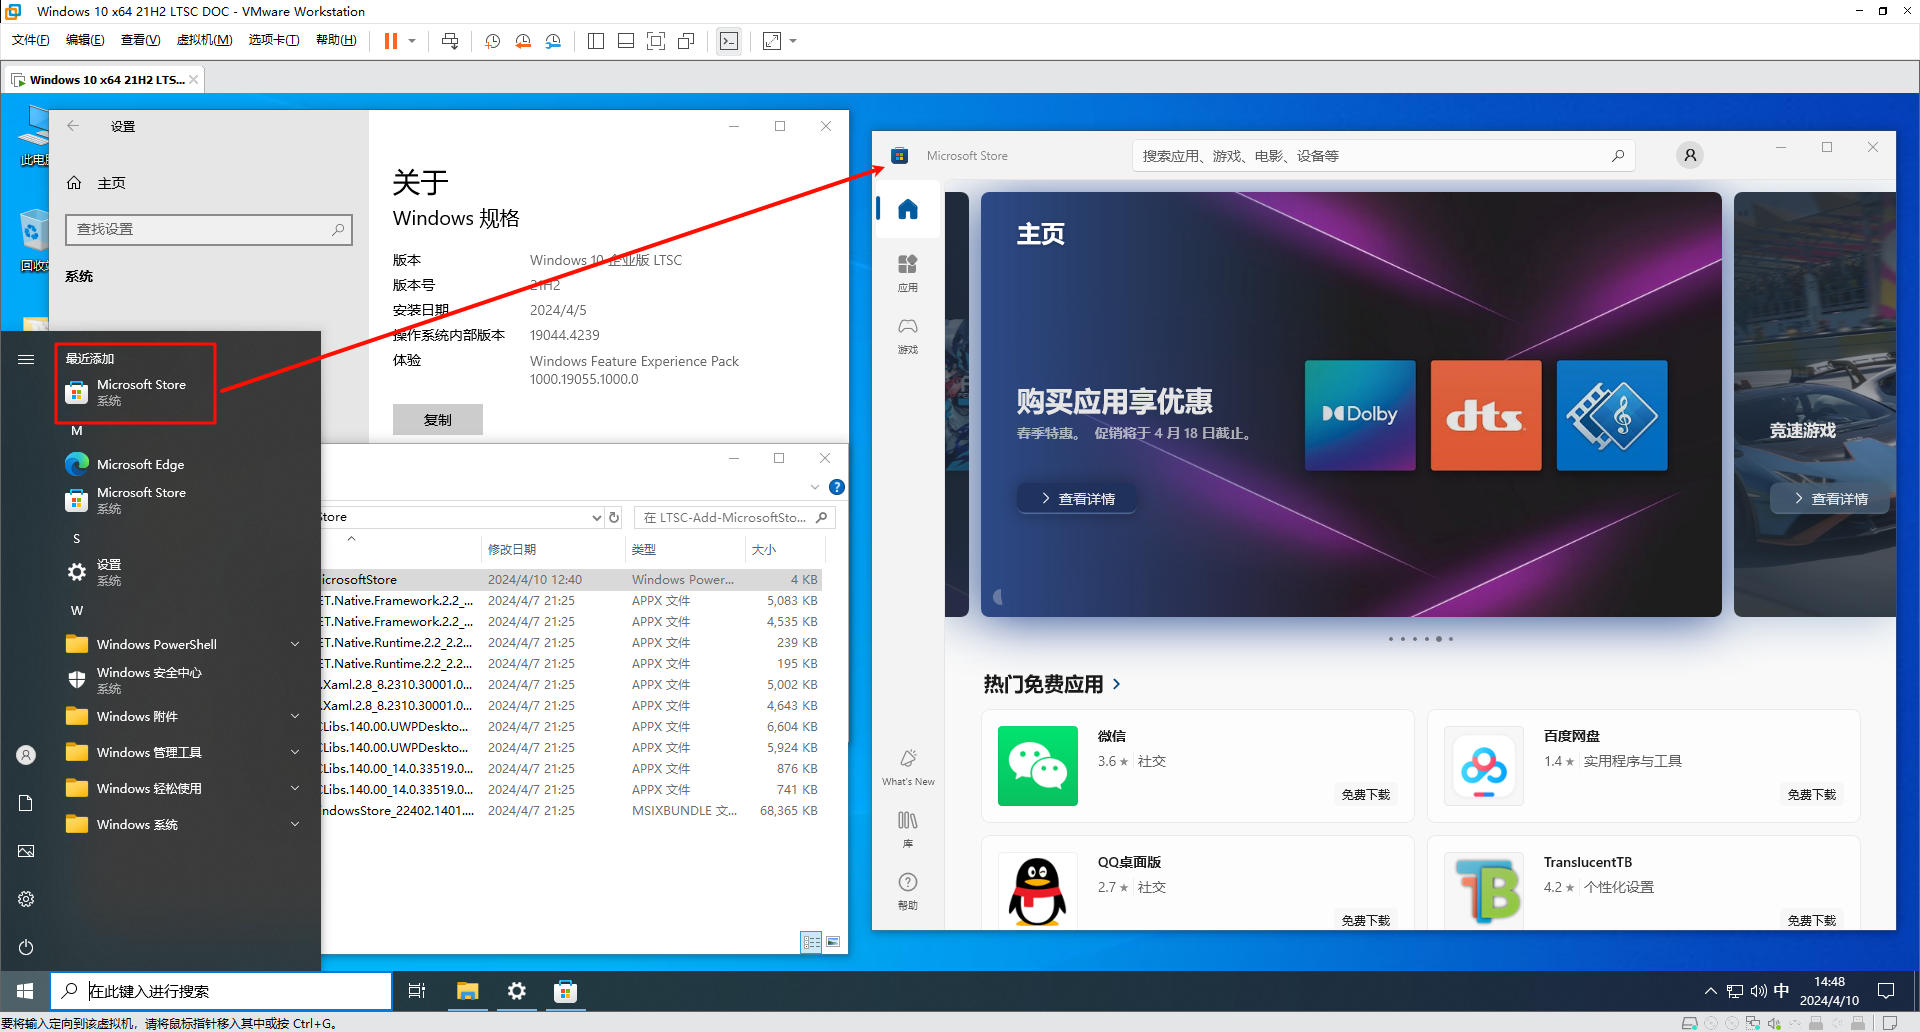 Windows 10 x64 21H2 LTSC DOC - VMware Workstation
文件(F) 编辑(E) 查看(V) 虚拟机(M) 选项卡(T) 帮助(H)
Windows 10 x64 21H2 LTS...
此电脑
回收站
设置
主页
查找设置
系统
关于
Windows 规格
版本 Windows 10 企业版 LTSC
版本号 21H2
安装日期 2024/4/5
操作系统内部版本 19044.4239
体验 Windows Feature Experience Pack
1000.19055.1000.0
复制
最近添加
Microsoft Store
系统
M
Microsoft Edge
Microsoft Store
系统
S
设置
系统
W
Windows PowerShell
Windows 安全中心
系统
Windows 附件
Windows 管理工具
Windows 轻松使用
Windows 系统
Store
在 LTSC-Add-MicrosoftSto...
修改日期 类型 大小
icrosoftStore 2024/4/10 12:40 Windows Power... 4 KB
ET.Native.Framework.2.2_... 2024/4/7 21:25 APPX 文件 5,083 KB
ET.Native.Framework.2.2_... 2024/4/7 21:25 APPX 文件 4,535 KB
ET.Native.Runtime.2.2_2.2... 2024/4/7 21:25 APPX 文件 239 KB
ET.Native.Runtime.2.2_2.2... 2024/4/7 21:25 APPX 文件 195 KB
.Xaml.2.8_8.2310.30001.0... 2024/4/7 21:25 APPX 文件 5,002 KB
.Xaml.2.8_8.2310.30001.0... 2024/4/7 21:25 APPX 文件 4,643 KB
CLibs.140.00.UWPDeskto... 2024/4/7 21:25 APPX 文件 6,604 KB
CLibs.140.00.UWPDeskto... 2024/4/7 21:25 APPX 文件 5,924 KB
CLibs.140.00_14.0.33519.0... 2024/4/7 21:25 APPX 文件 876 KB
CLibs.140.00_14.0.33519.0... 2024/4/7 21:25 APPX 文件 741 KB
ndowsStore_22402.1401.... 2024/4/7 21:25 MSIXBUNDLE 文... 68,365 KB
Microsoft Store
搜索应用、游戏、电影、设备等
应用
游戏
What's New
库
帮助
主页
购买应用享优惠
春季特惠。 促销将于 4 月 18 日截止。
查看详情
Dolby
dts
竞速游戏
查看详情
热门免费应用
微信
3.6 ★ 社交
免费下载
百度网盘
1.4 ★ 实用程序与工具
免费下载
QQ桌面版
2.7 ★ 社交
免费下载
TranslucentTB
4.2 ★ 个性化设置
免费下载
在此键入进行搜索
中
14:48
2024/4/10
要将输入定向到该虚拟机，请将鼠标指针移入其中或按 Ctrl+G。